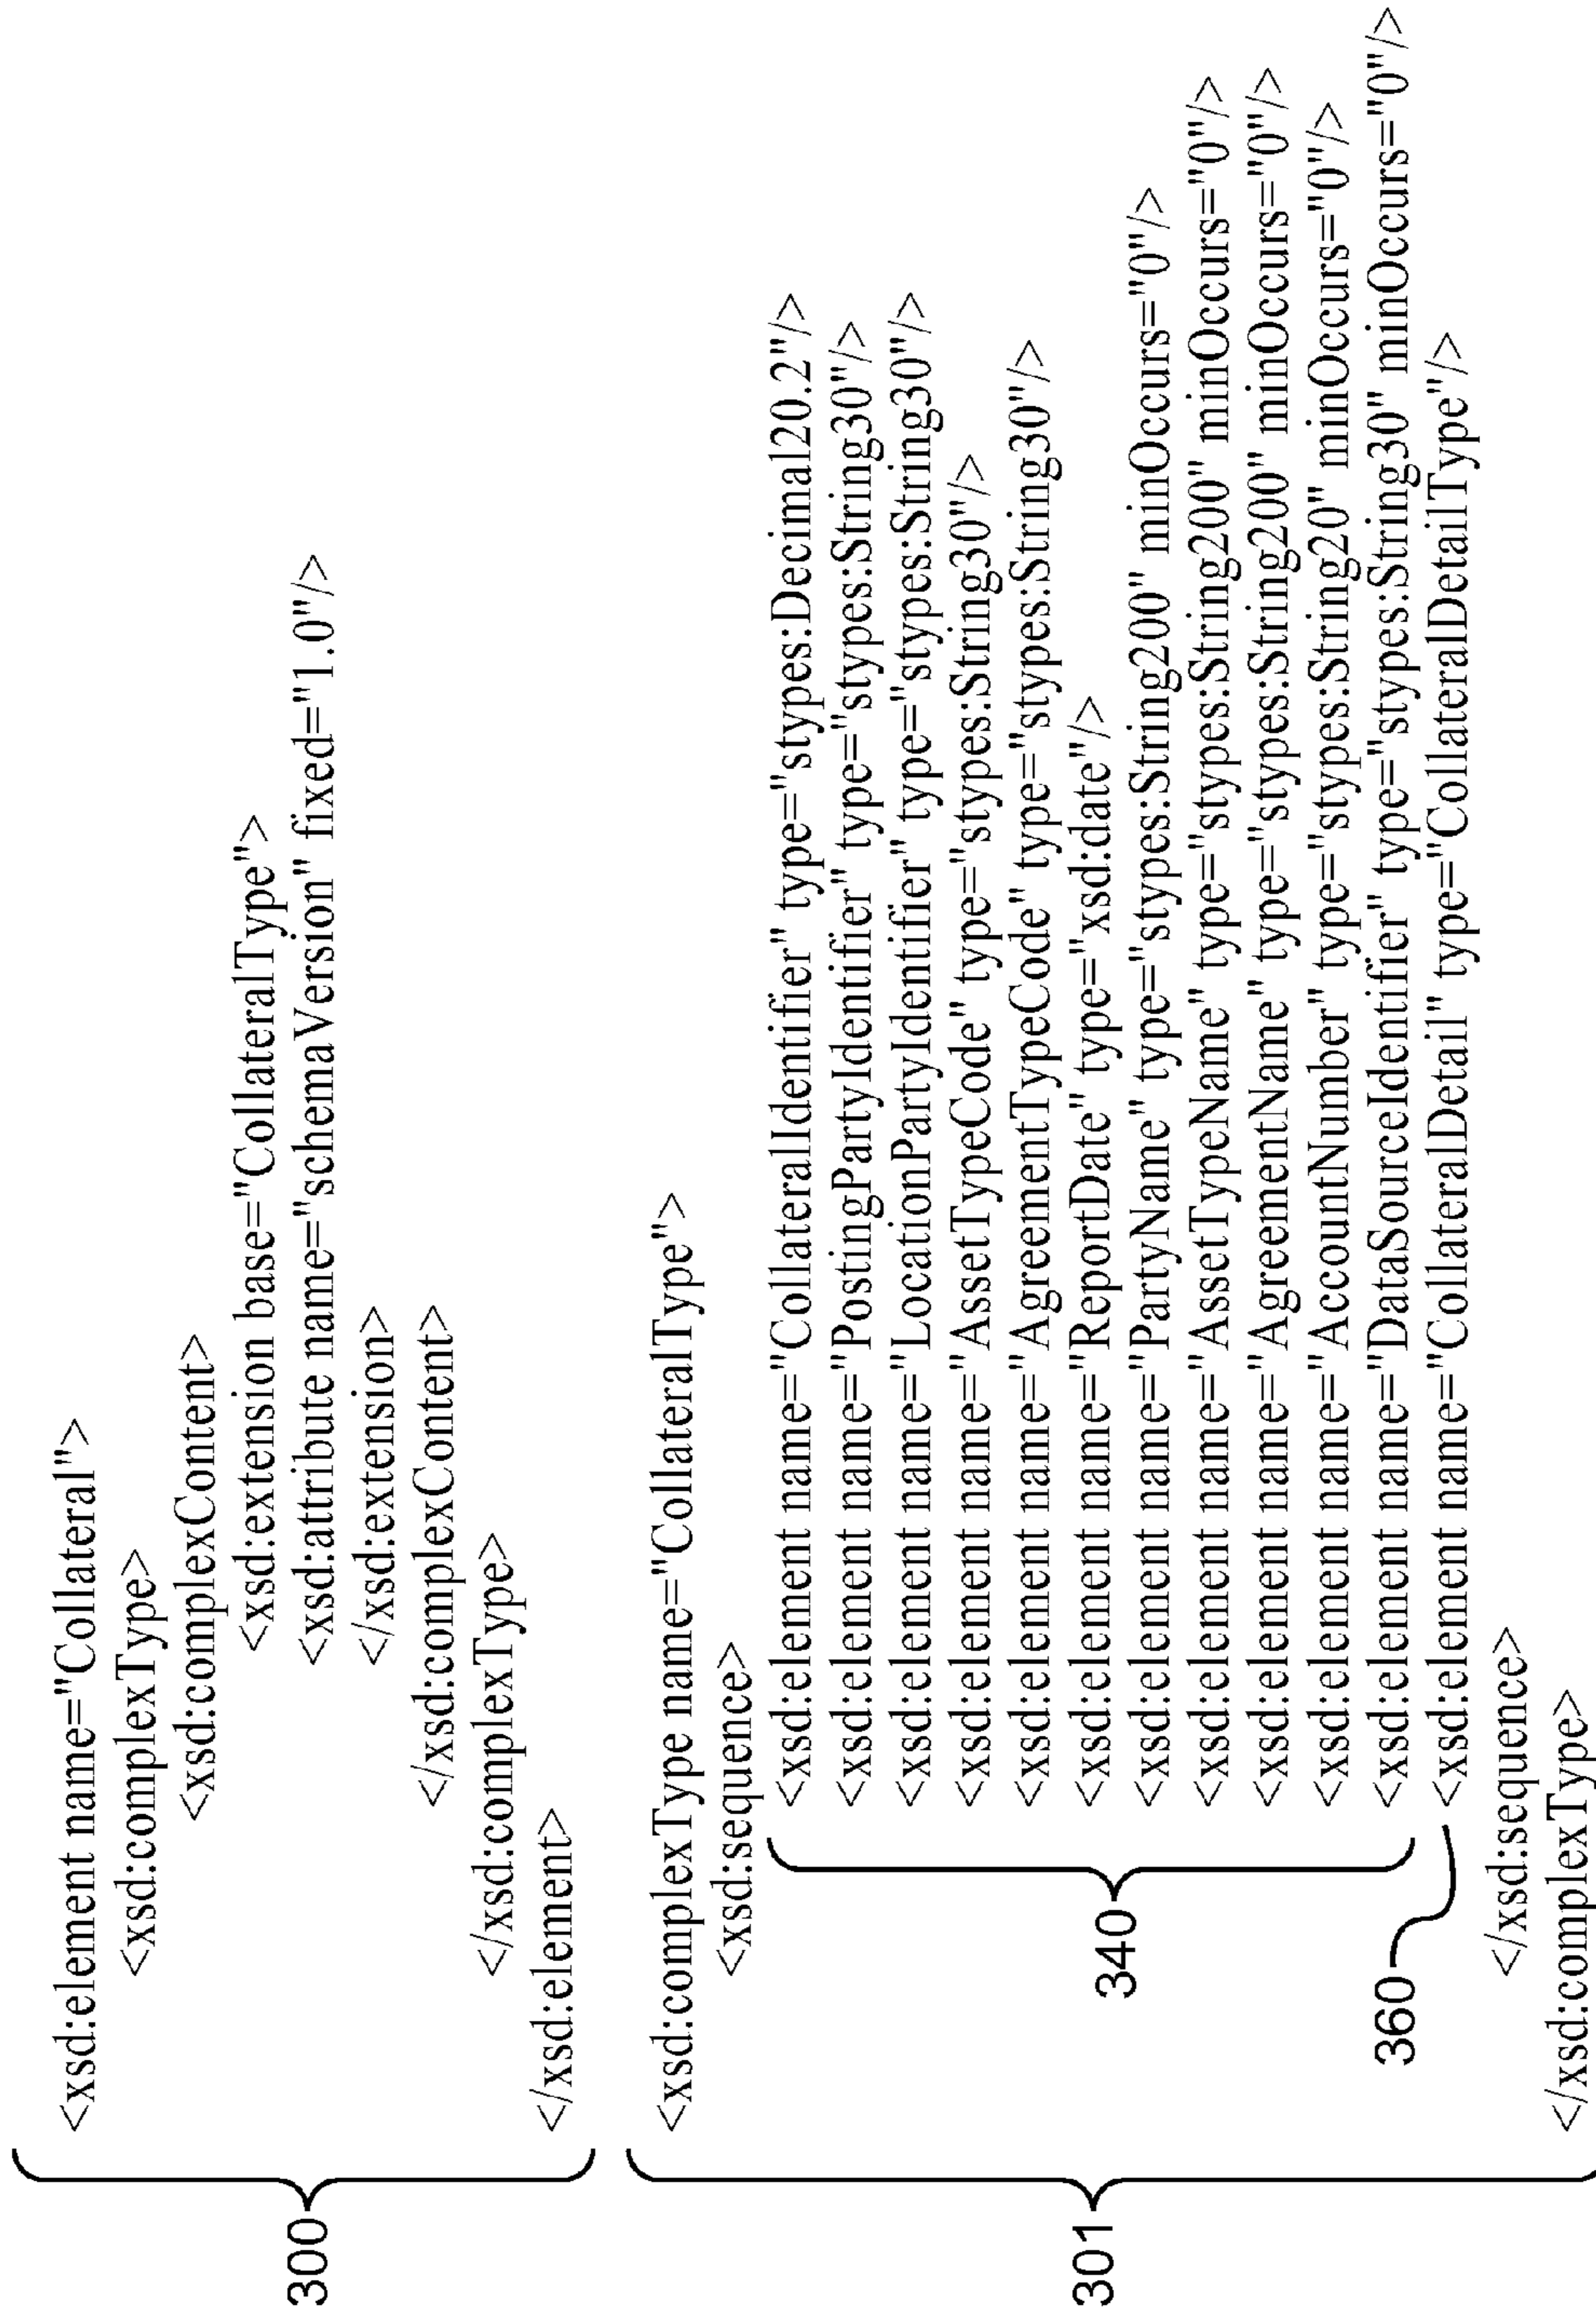 <xsd:element name="Collateral">
<xsd:complexType>
<xsd:complexContent>
<xsd:extension base="CollateralType">
<xsd:attribute name="schemaVersion" fixed="1.0"/>
</xsd:extension>
</xsd:complexContent>
</xsd:complexType>
</xsd:element>
300
<xsd:complexType name="CollateralType">
<xsd:sequence>
<xsd:element name="CollateralIdentifier" type="stypes:Decimal20.2"/>
<xsd:element name="PostingPartyIdentifier" type="stypes:String30"/>
<xsd:element name="LocationPartyIdentifier" type="stypes:String30"/>
<xsd:element name="AssetTypeCode" type="stypes:String30"/>
<xsd:element name="AgreementTypeCode" type="stypes:String30"/>
<xsd:element name="ReportDate" type="xsd:date"/>
<xsd:element name="PartyName" type="stypes:String200" minOccurs="0"/>
<xsd:element name="AssetTypeName" type="stypes:String200" minOccurs="0"/>
<xsd:element name="AgreementName" type="stypes:String200" minOccurs="0"/>
<xsd:element name="AccountNumber" type="stypes:String20" minOccurs="0"/>
<xsd:element name="DataSourceIdentifier" type="stypes:String30" minOccurs="0"/>
340
360
<xsd:element name="CollateralDetail" type="CollateralDetailType"/>
</xsd:sequence>
</xsd:complexType>
301